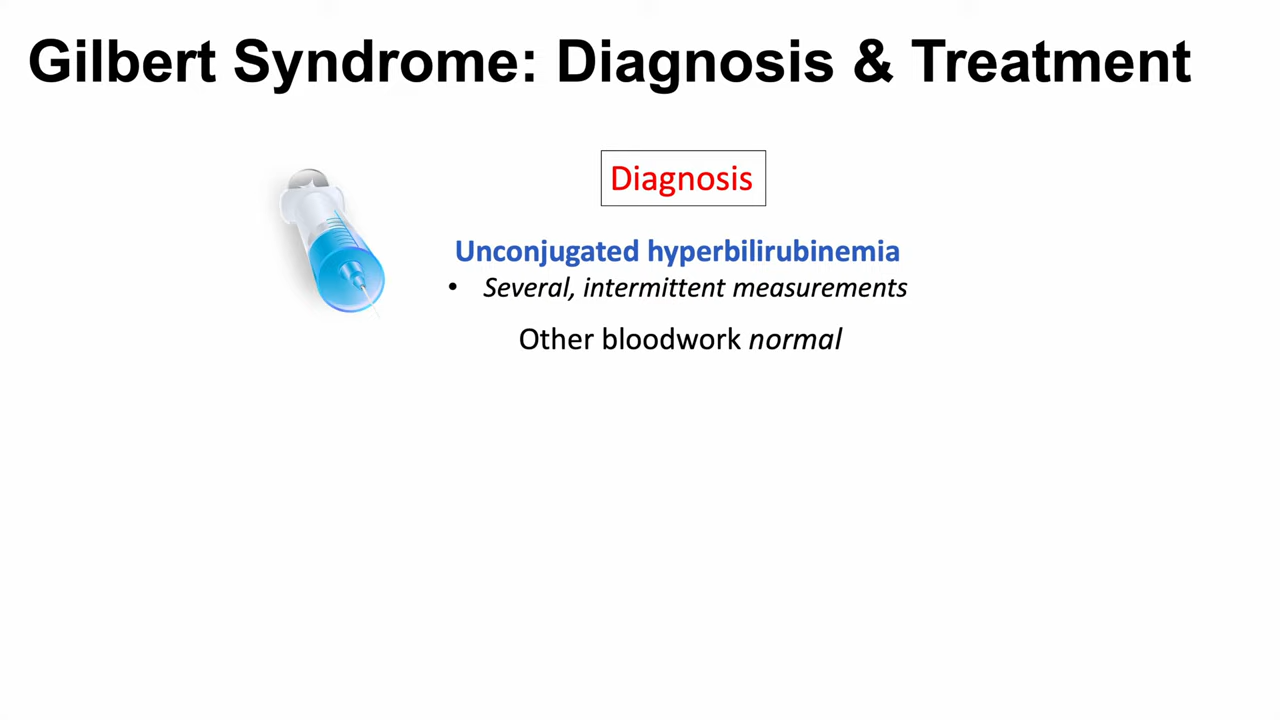 Gilbert Syndrome: Diagnosis & Treatment
Diagnosis
Unconjugated hyperbilirubinemia
• Several, intermittent measurements
Other bloodwork normal